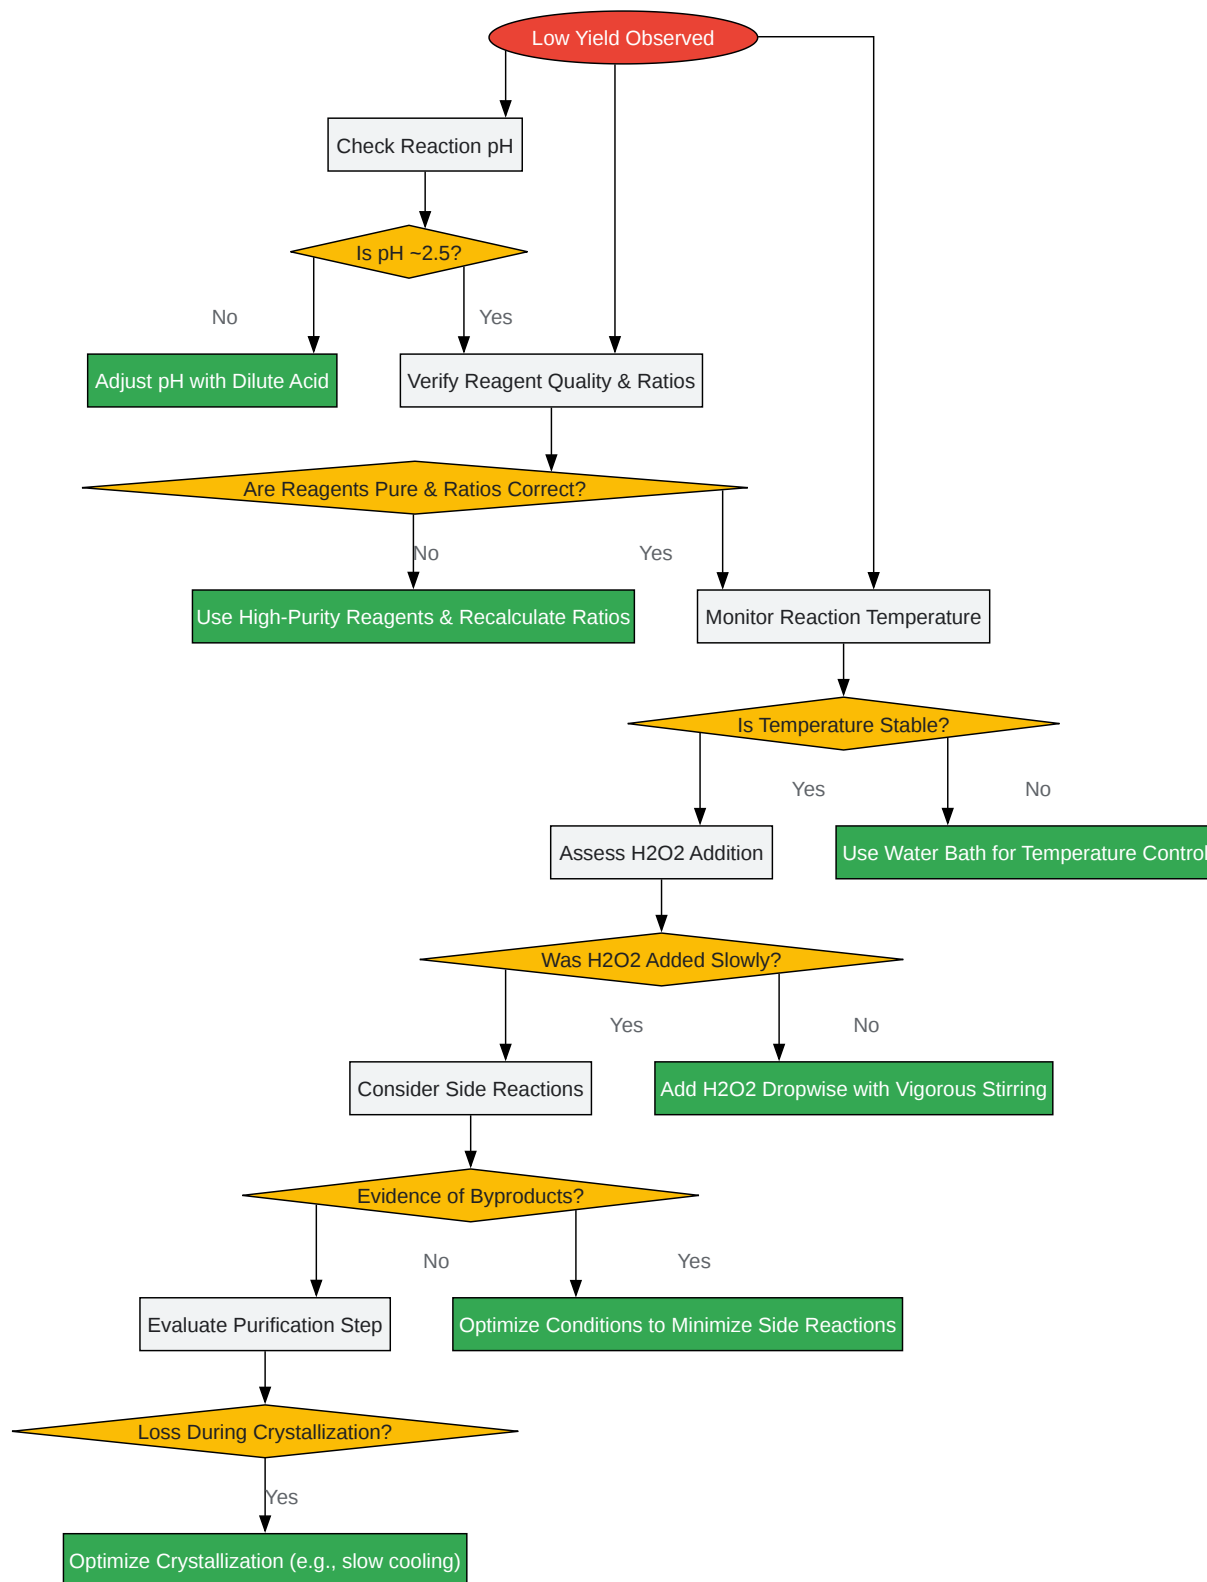 Low Yield Observed
Check Reaction pH
Is pH ~2.5?
No
Yes
Adjust pH with Dilute Acid
Verify Reagent Quality & Ratios
Are Reagents Pure & Ratios Correct?
No
Yes
Use High-Purity Reagents & Recalculate Ratios
Monitor Reaction Temperature
Is Temperature Stable?
Yes
No
Assess H2O2 Addition
Use Water Bath for Temperature Control
Was H2O2 Added Slowly?
Yes
No
Consider Side Reactions
Add H2O2 Dropwise with Vigorous Stirring
Evidence of Byproducts?
No
Yes
Evaluate Purification Step
Optimize Conditions to Minimize Side Reactions
Loss During Crystallization?
Yes
Optimize Crystallization (e.g., slow cooling)